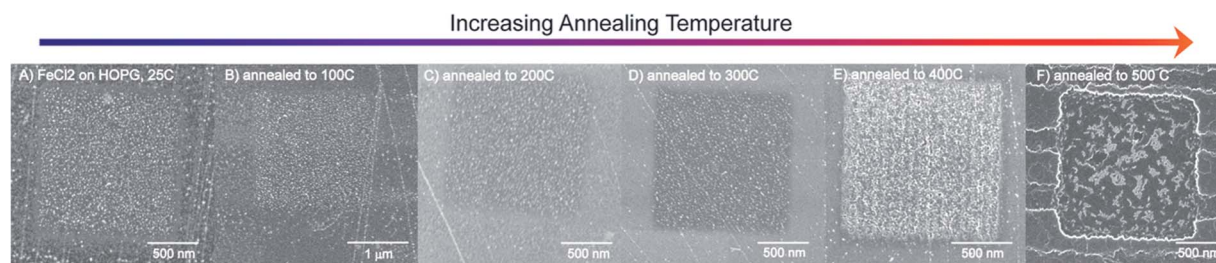 Increasing Annealing Temperature
A) FeCl2 on HOPG, 25C
B) annealed to 100C
C) annealed to 200C
D) annealed to 300C
E) annealed to 400C
F) annealed to 500 C
500 nm
1 μm
500 nm
500 nm
500 nm
500 nm